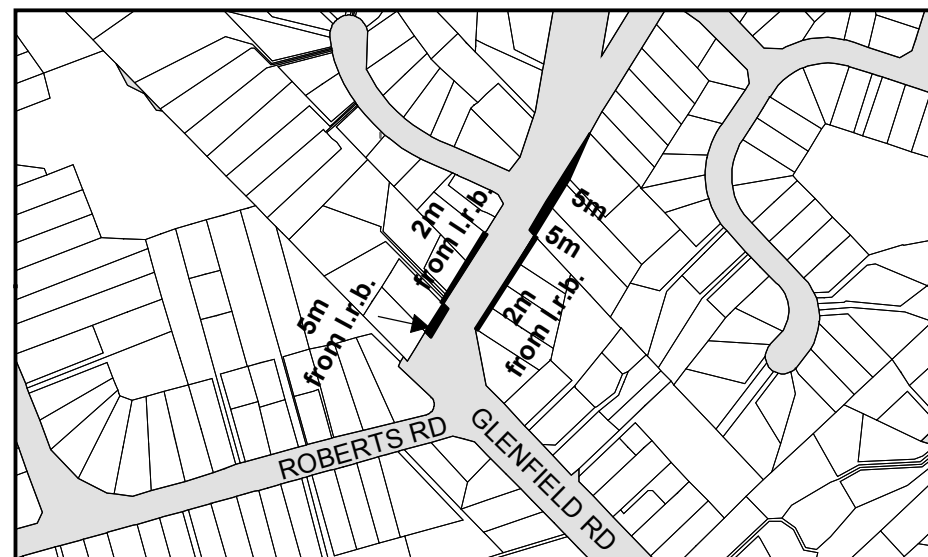 2m
from l.r.b.
5m
5m
5m
from l.r.b.
2m
from l.r.b.
ROBERTS RD
GLENFIELD RD